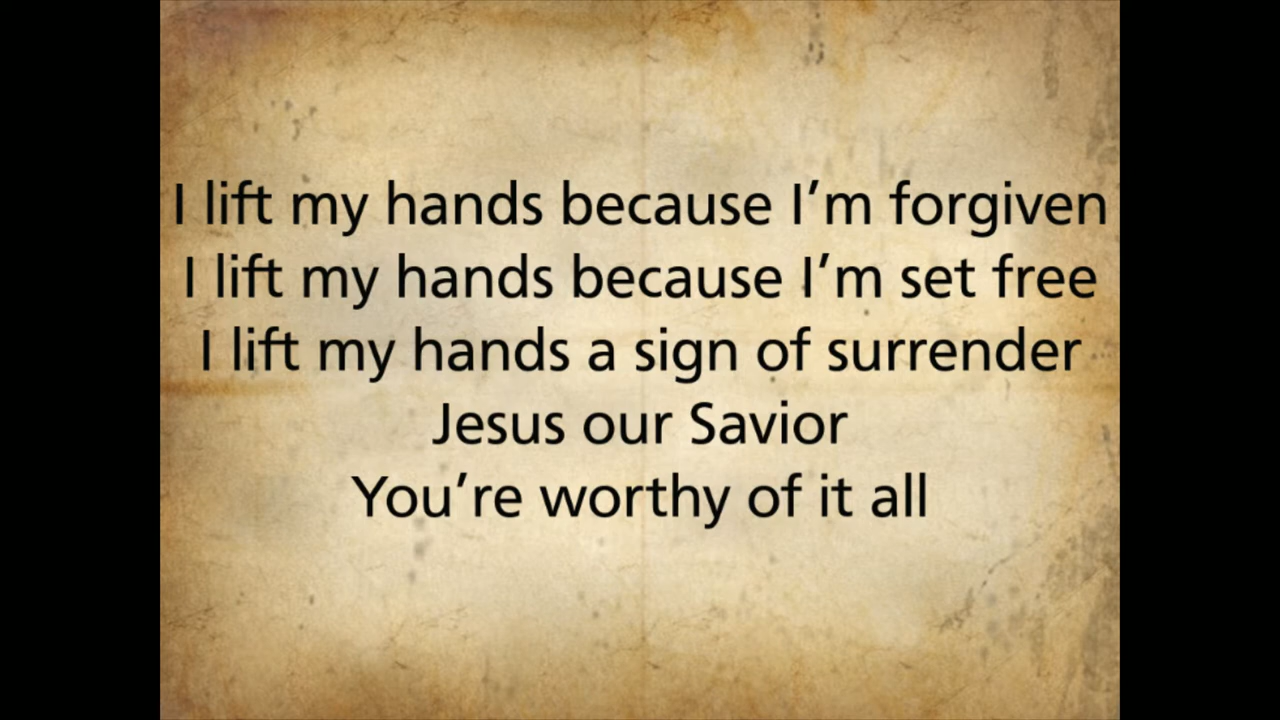 I lift my hands because I’m forgiven
I lift my hands because I’m set free
I lift my hands a sign of surrender
Jesus our Savior
You’re worthy of it all